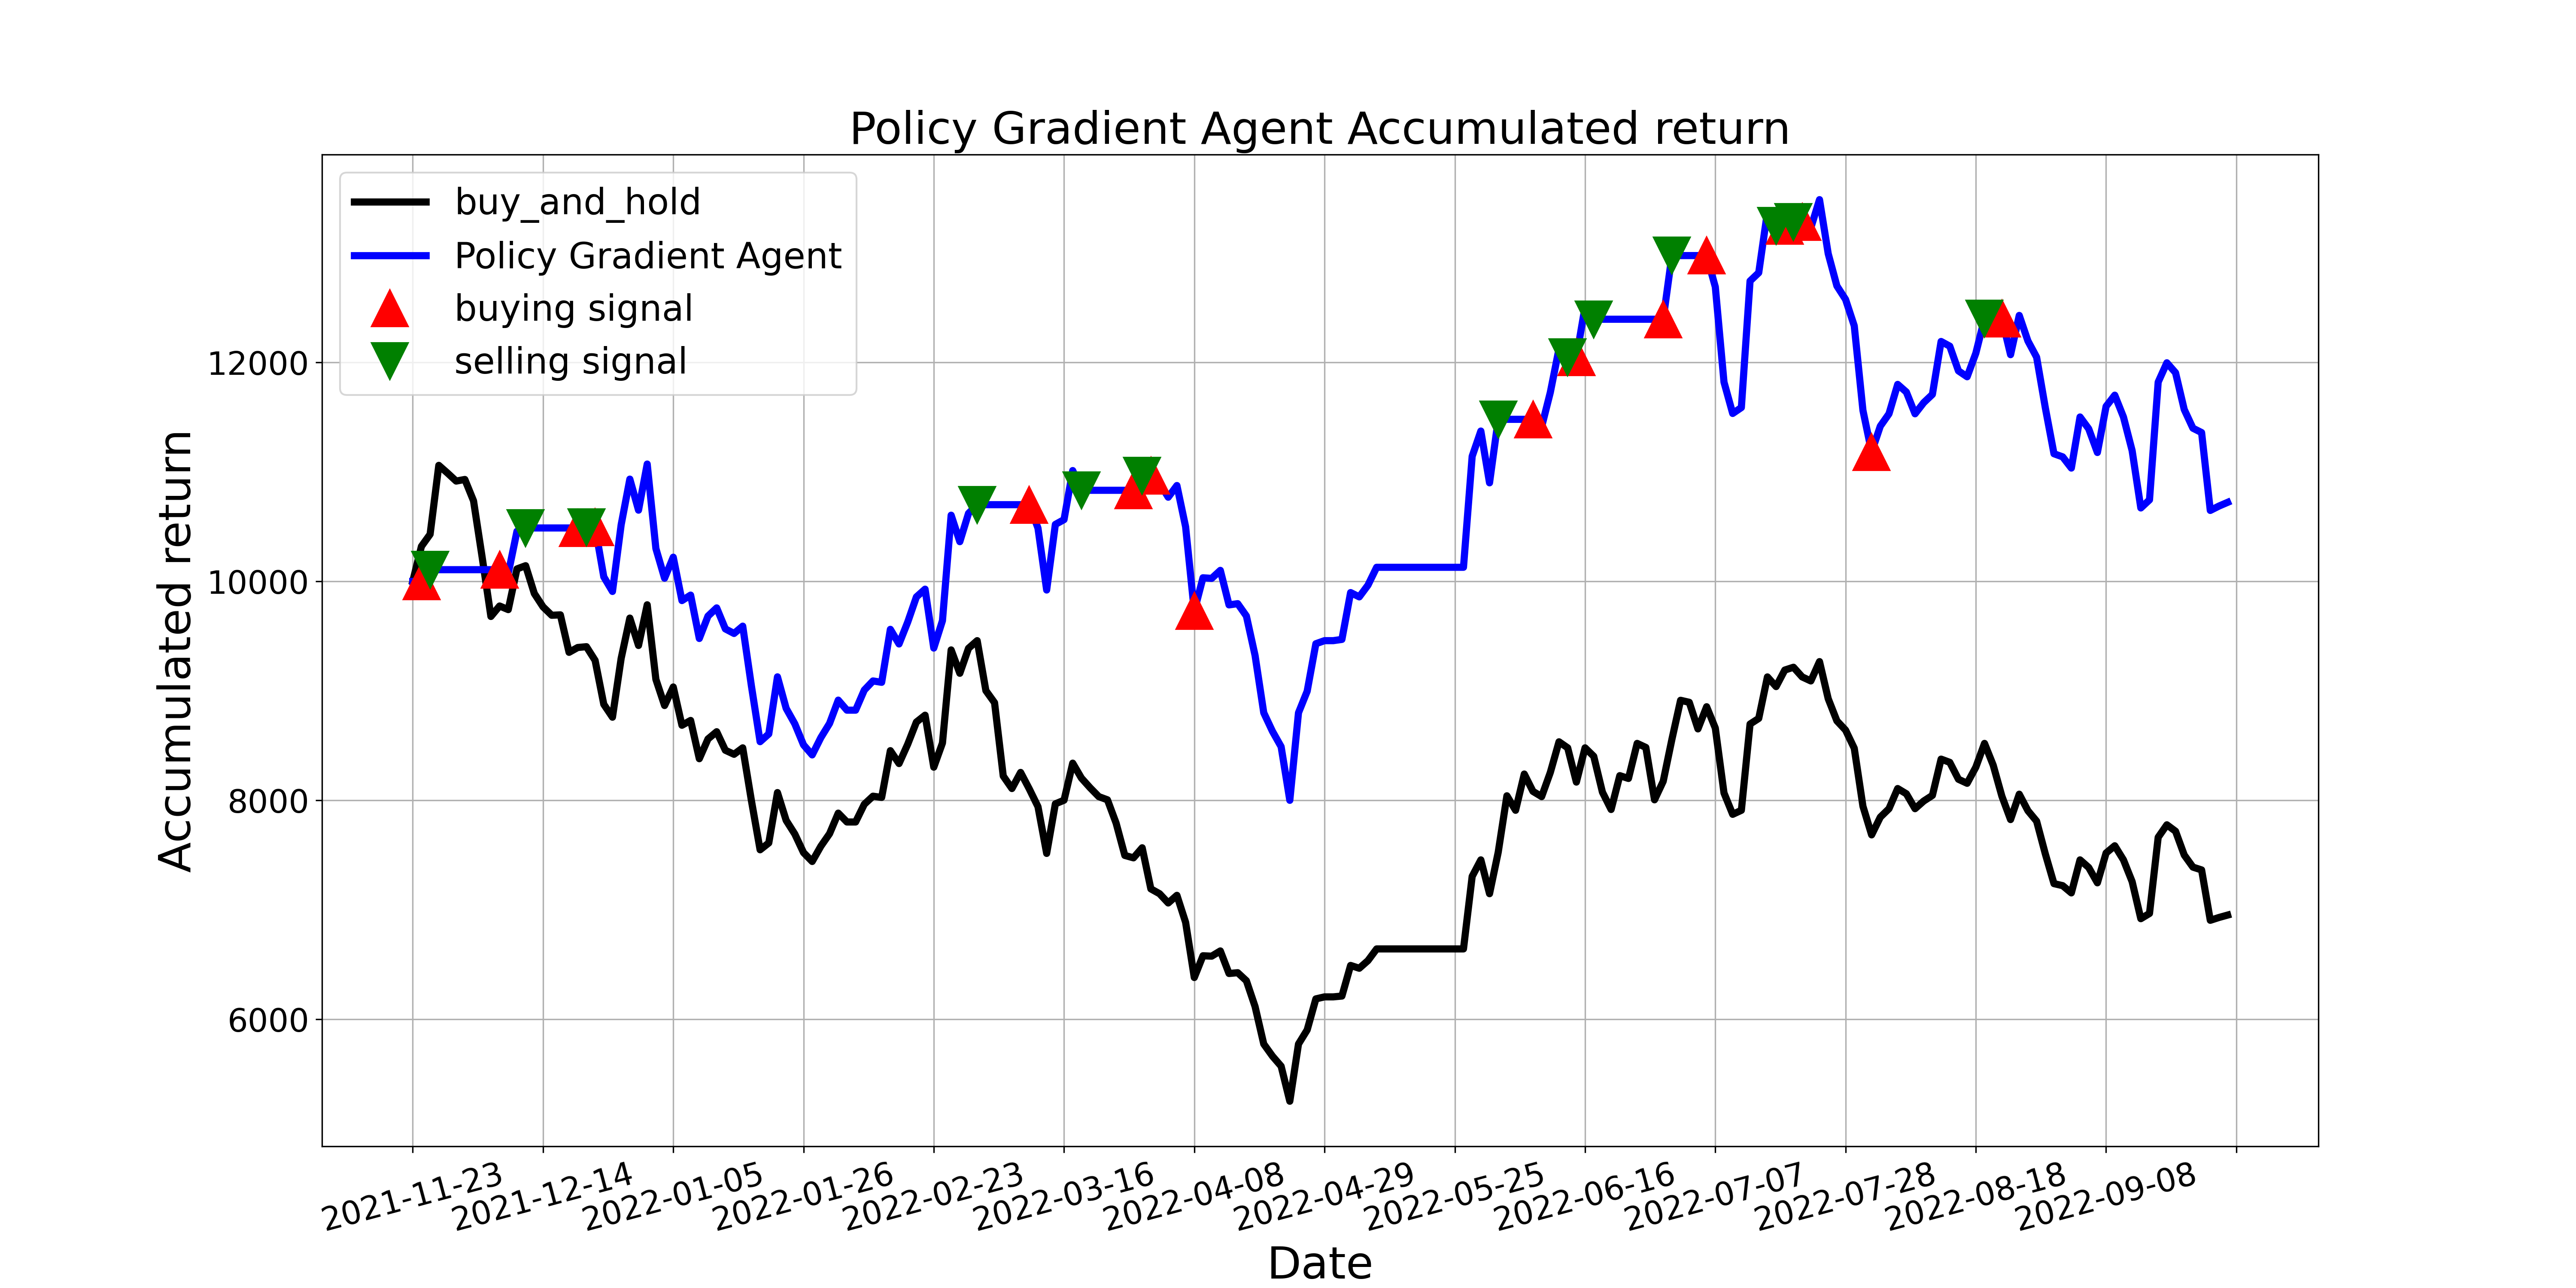 Policy Gradient Agent Accumulated return
buy_and_hold
Policy Gradient Agent
buying signal
selling signal
Accumulated return
12000
10000
8000
6000
2021-11-23
2021-12-14
2022-01-05
2022-01-26
2022-02-23
2022-03-16
2022-04-08
2022-04-29
2022-05-25
2022-06-16
2022-07-07
2022-07-28
2022-08-18
2022-09-08
Date